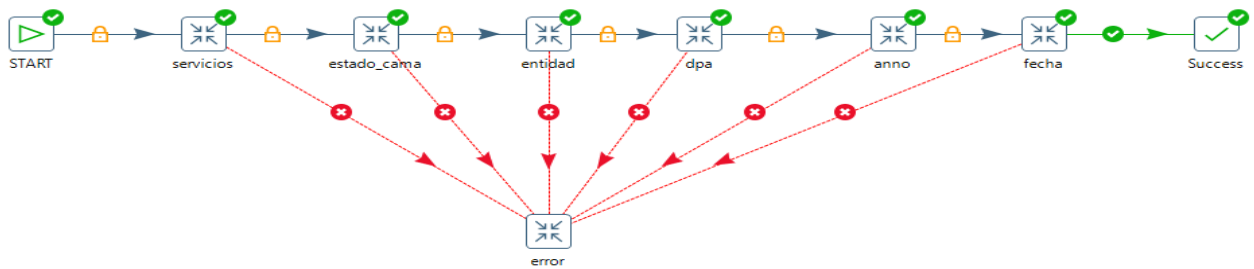 START
servicios
estado_cama
entidad
dpa
anno
fecha
Success
error